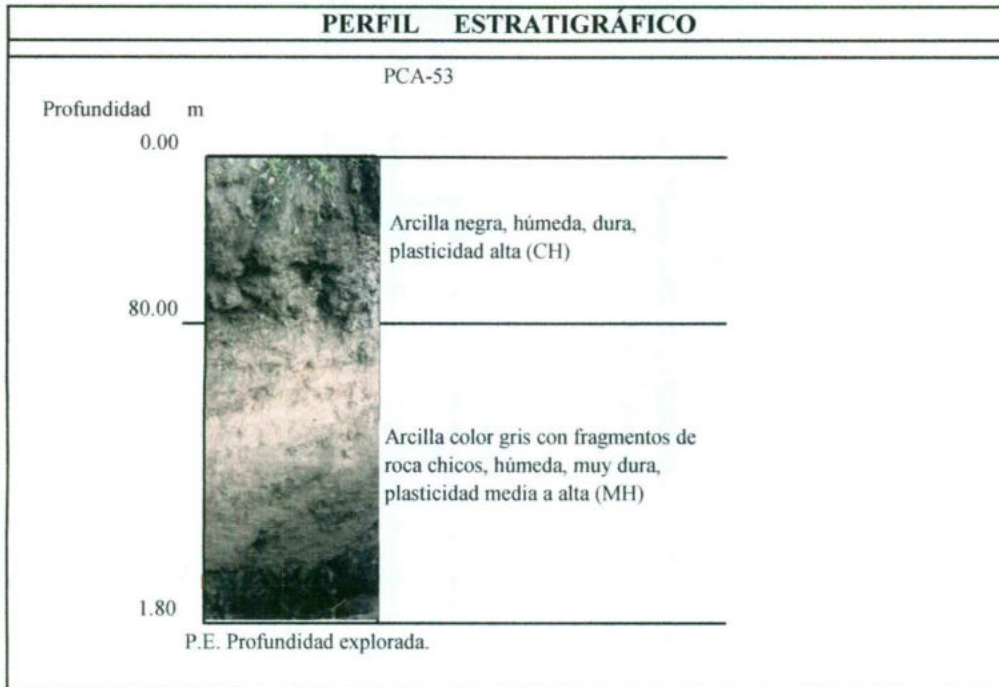 PERFIL ESTRATIGRÁFICO
PCA-53
Profundidad m
0.00
Arcilla negra, húmeda, dura,
plasticidad alta (CH)
80.00
Arcilla color gris con fragmentos de
roca chicos, húmeda, muy dura,
plasticidad media a alta (MH)
1.80
P.E. Profundidad explorada.